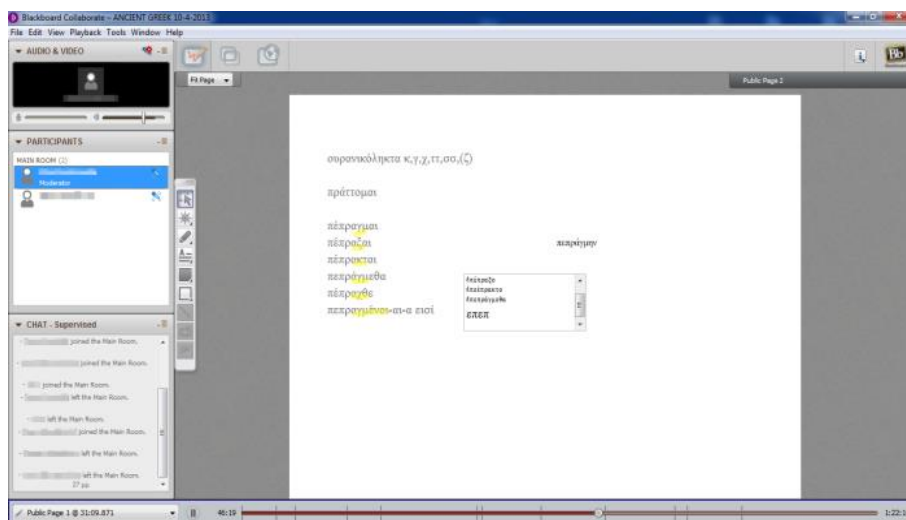 Blackboard Collaborate - ANCIENT GREEK 10-4-2013
File Edit View Playback Tools Window Help
AUDIO & VIDEO
Fit Page
Public Page 2
PARTICIPANTS
MAIN ROOM (2)
Moderator
CHAT - Supervised
joined the Main Room.
joined the Main Room.
joined the Main Room.
left the Main Room.
left the Main Room.
joined the Main Room.
left the Main Room.
left the Main Room.
ουρανικόληκτα κ,γ,χ,ττ,σσ,(ζ)
πράττομαι
πέπραγμαι
πέπραξαι
πέπρακται
πεπράγμεθα
πέπραχθε
πεπραγμένοι-αι-α εισί
επεπ
Public Page 1 @ 31:09.871
46:19
1:22:1